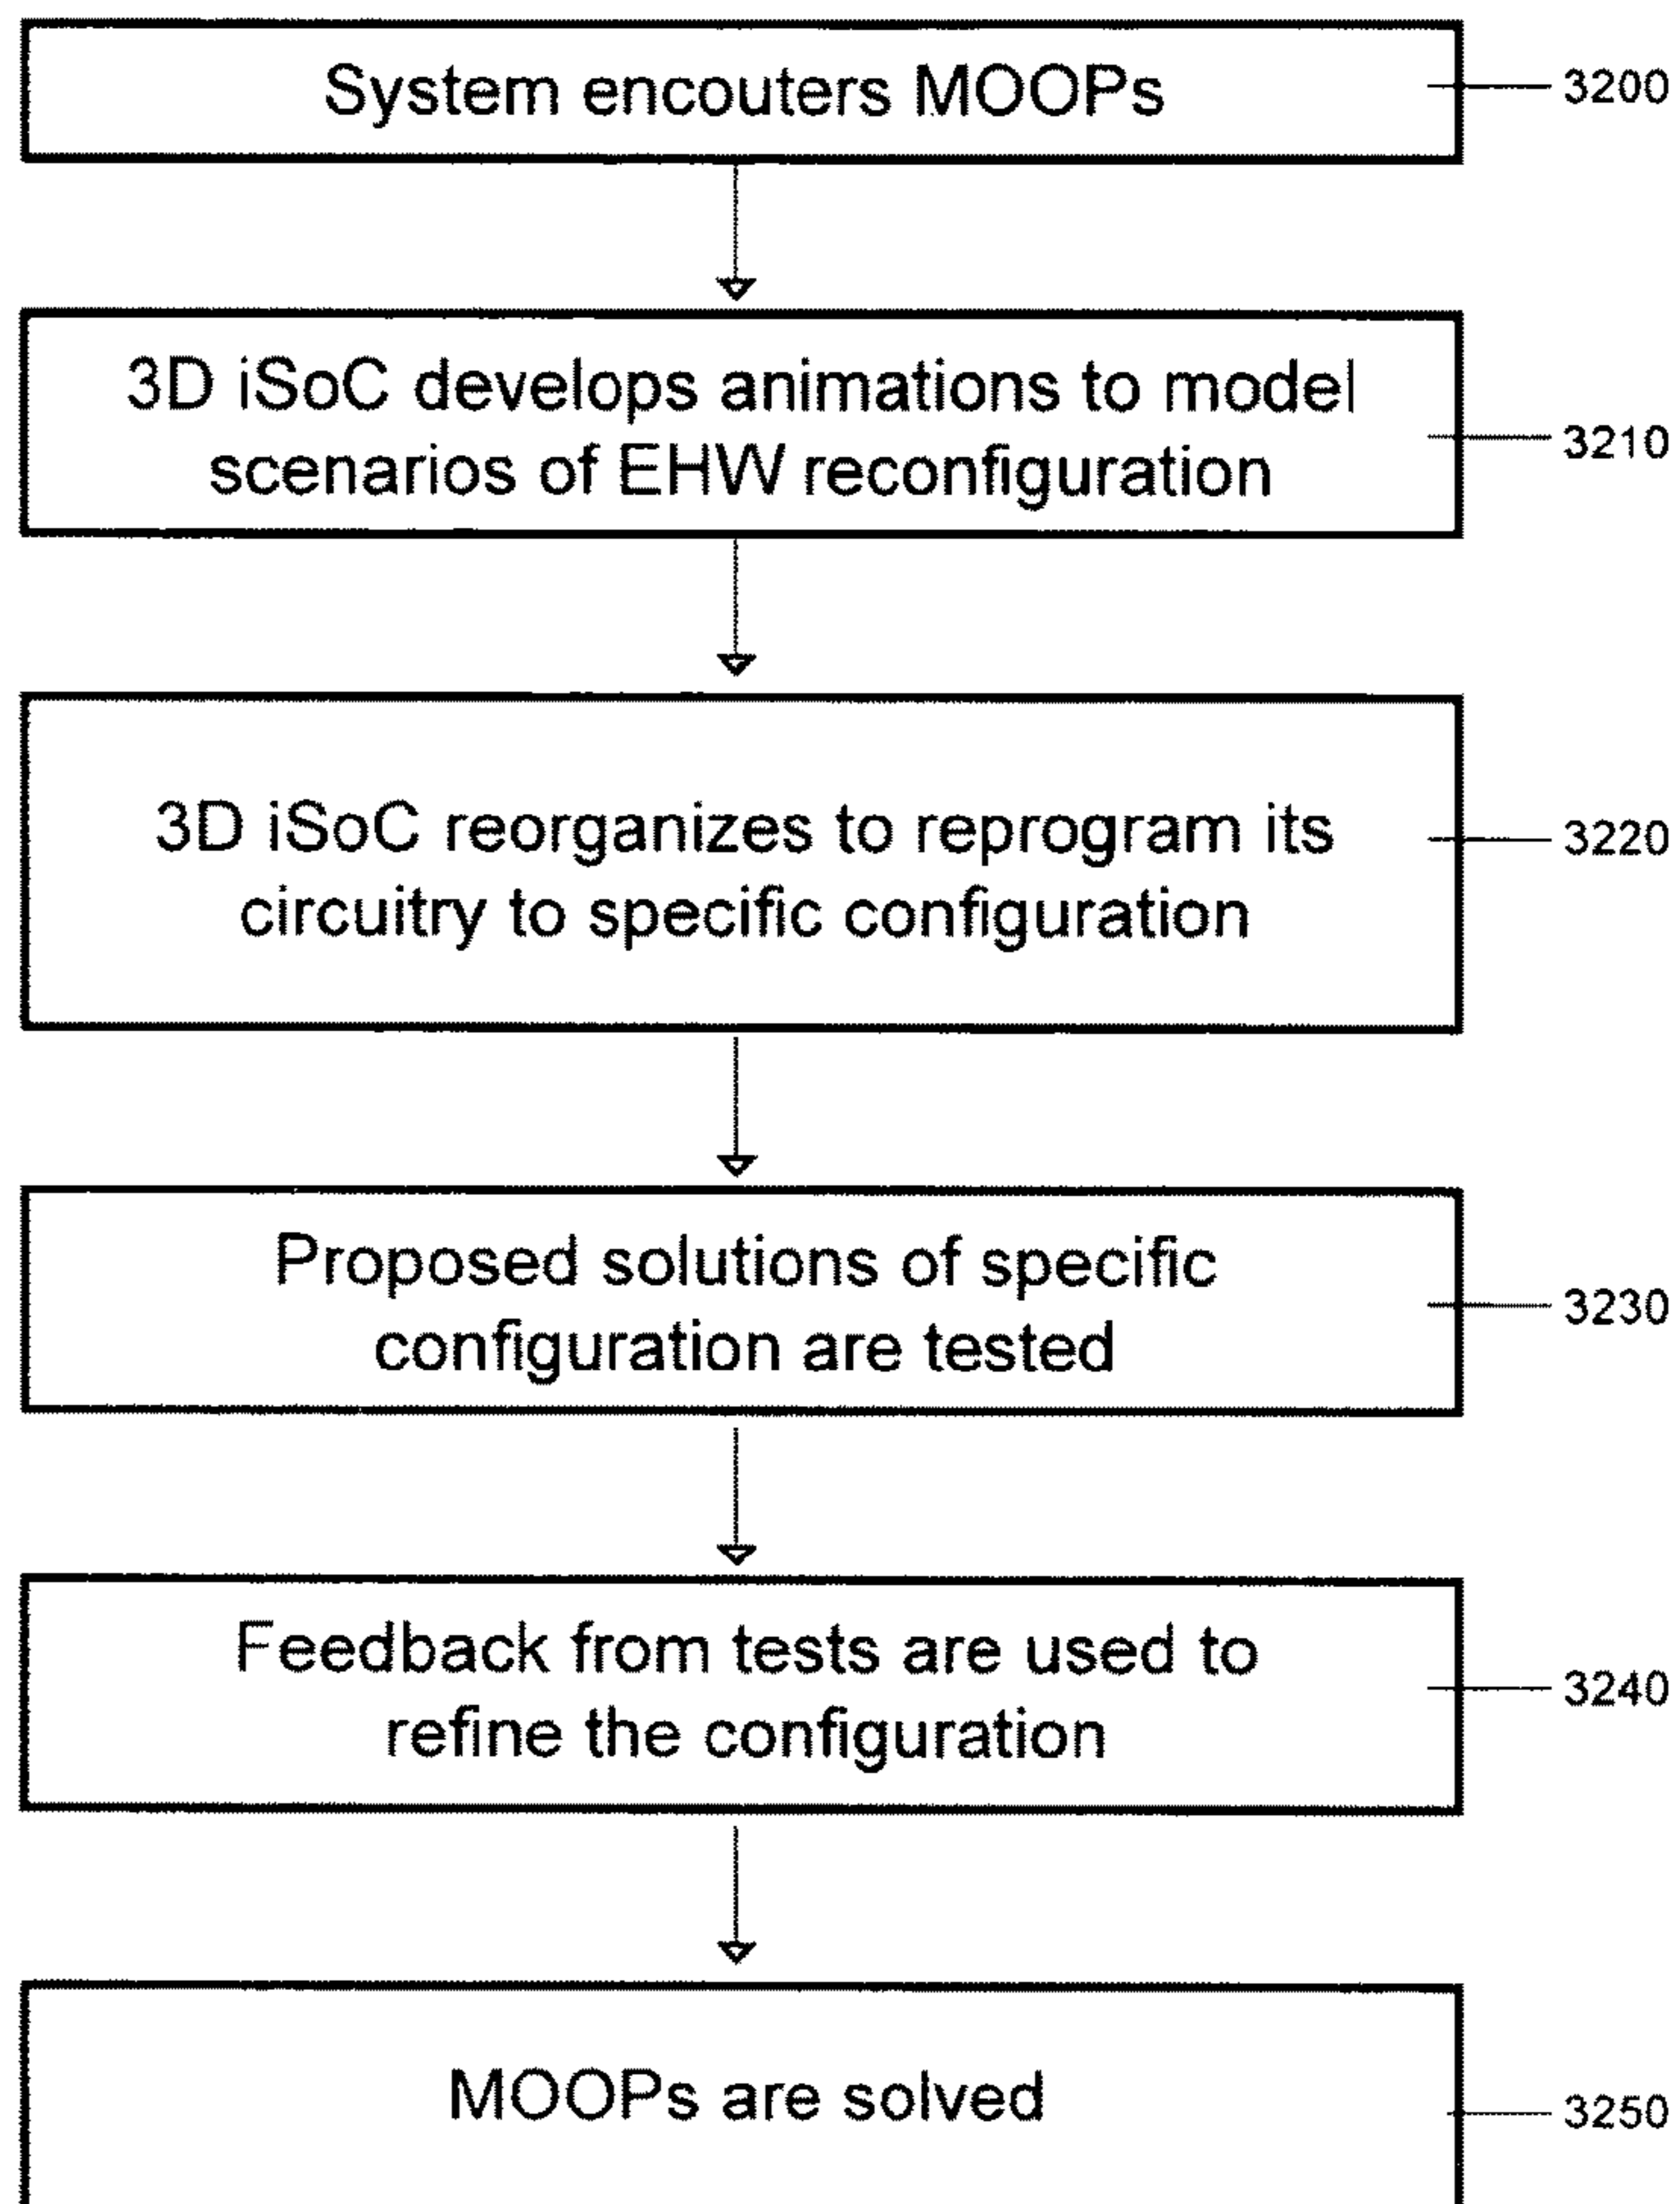 System encouters MOOPs
3200
3D iSoC develops animations to model
scenarios of EHW reconfiguration
3210
3D iSoC reorganizes to reprogram its
circuitry to specific configuration
3220
Proposed solutions of specific
configuration are tested
3230
Feedback from tests are used to
refine the configuration
3240
MOOPs are solved
3250